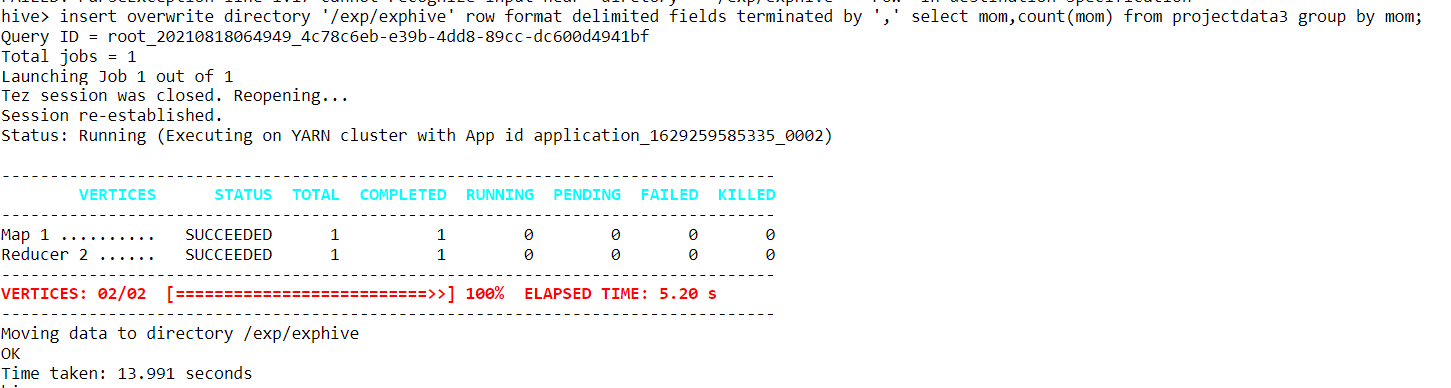 hive> insert overwrite directory '/exp/exphive' row format delimited fields terminated by ',' select mom,count(mom) from projectdata3 group by mom;
Query ID = root_20210818064949_4c78c6eb-e39b-4dd8-89cc-dc600d4941bf
Total jobs = 1
Launching Job 1 out of 1
Tez session was closed. Reopening...
Session re-established.
Status: Running (Executing on YARN cluster with App id application_1629259585335_0002)
--------------------------------------------------------------------------------
VERTICES STATUS TOTAL COMPLETED RUNNING PENDING FAILED KILLED
--------------------------------------------------------------------------------
Map 1 .......... SUCCEEDED 1 1 0 0 0 0
Reducer 2 ...... SUCCEEDED 1 1 0 0 0 0
--------------------------------------------------------------------------------
VERTICES: 02/02 [==========================>>] 100% ELAPSED TIME: 5.20 s
--------------------------------------------------------------------------------
Moving data to directory /exp/exphive
OK
Time taken: 13.991 seconds